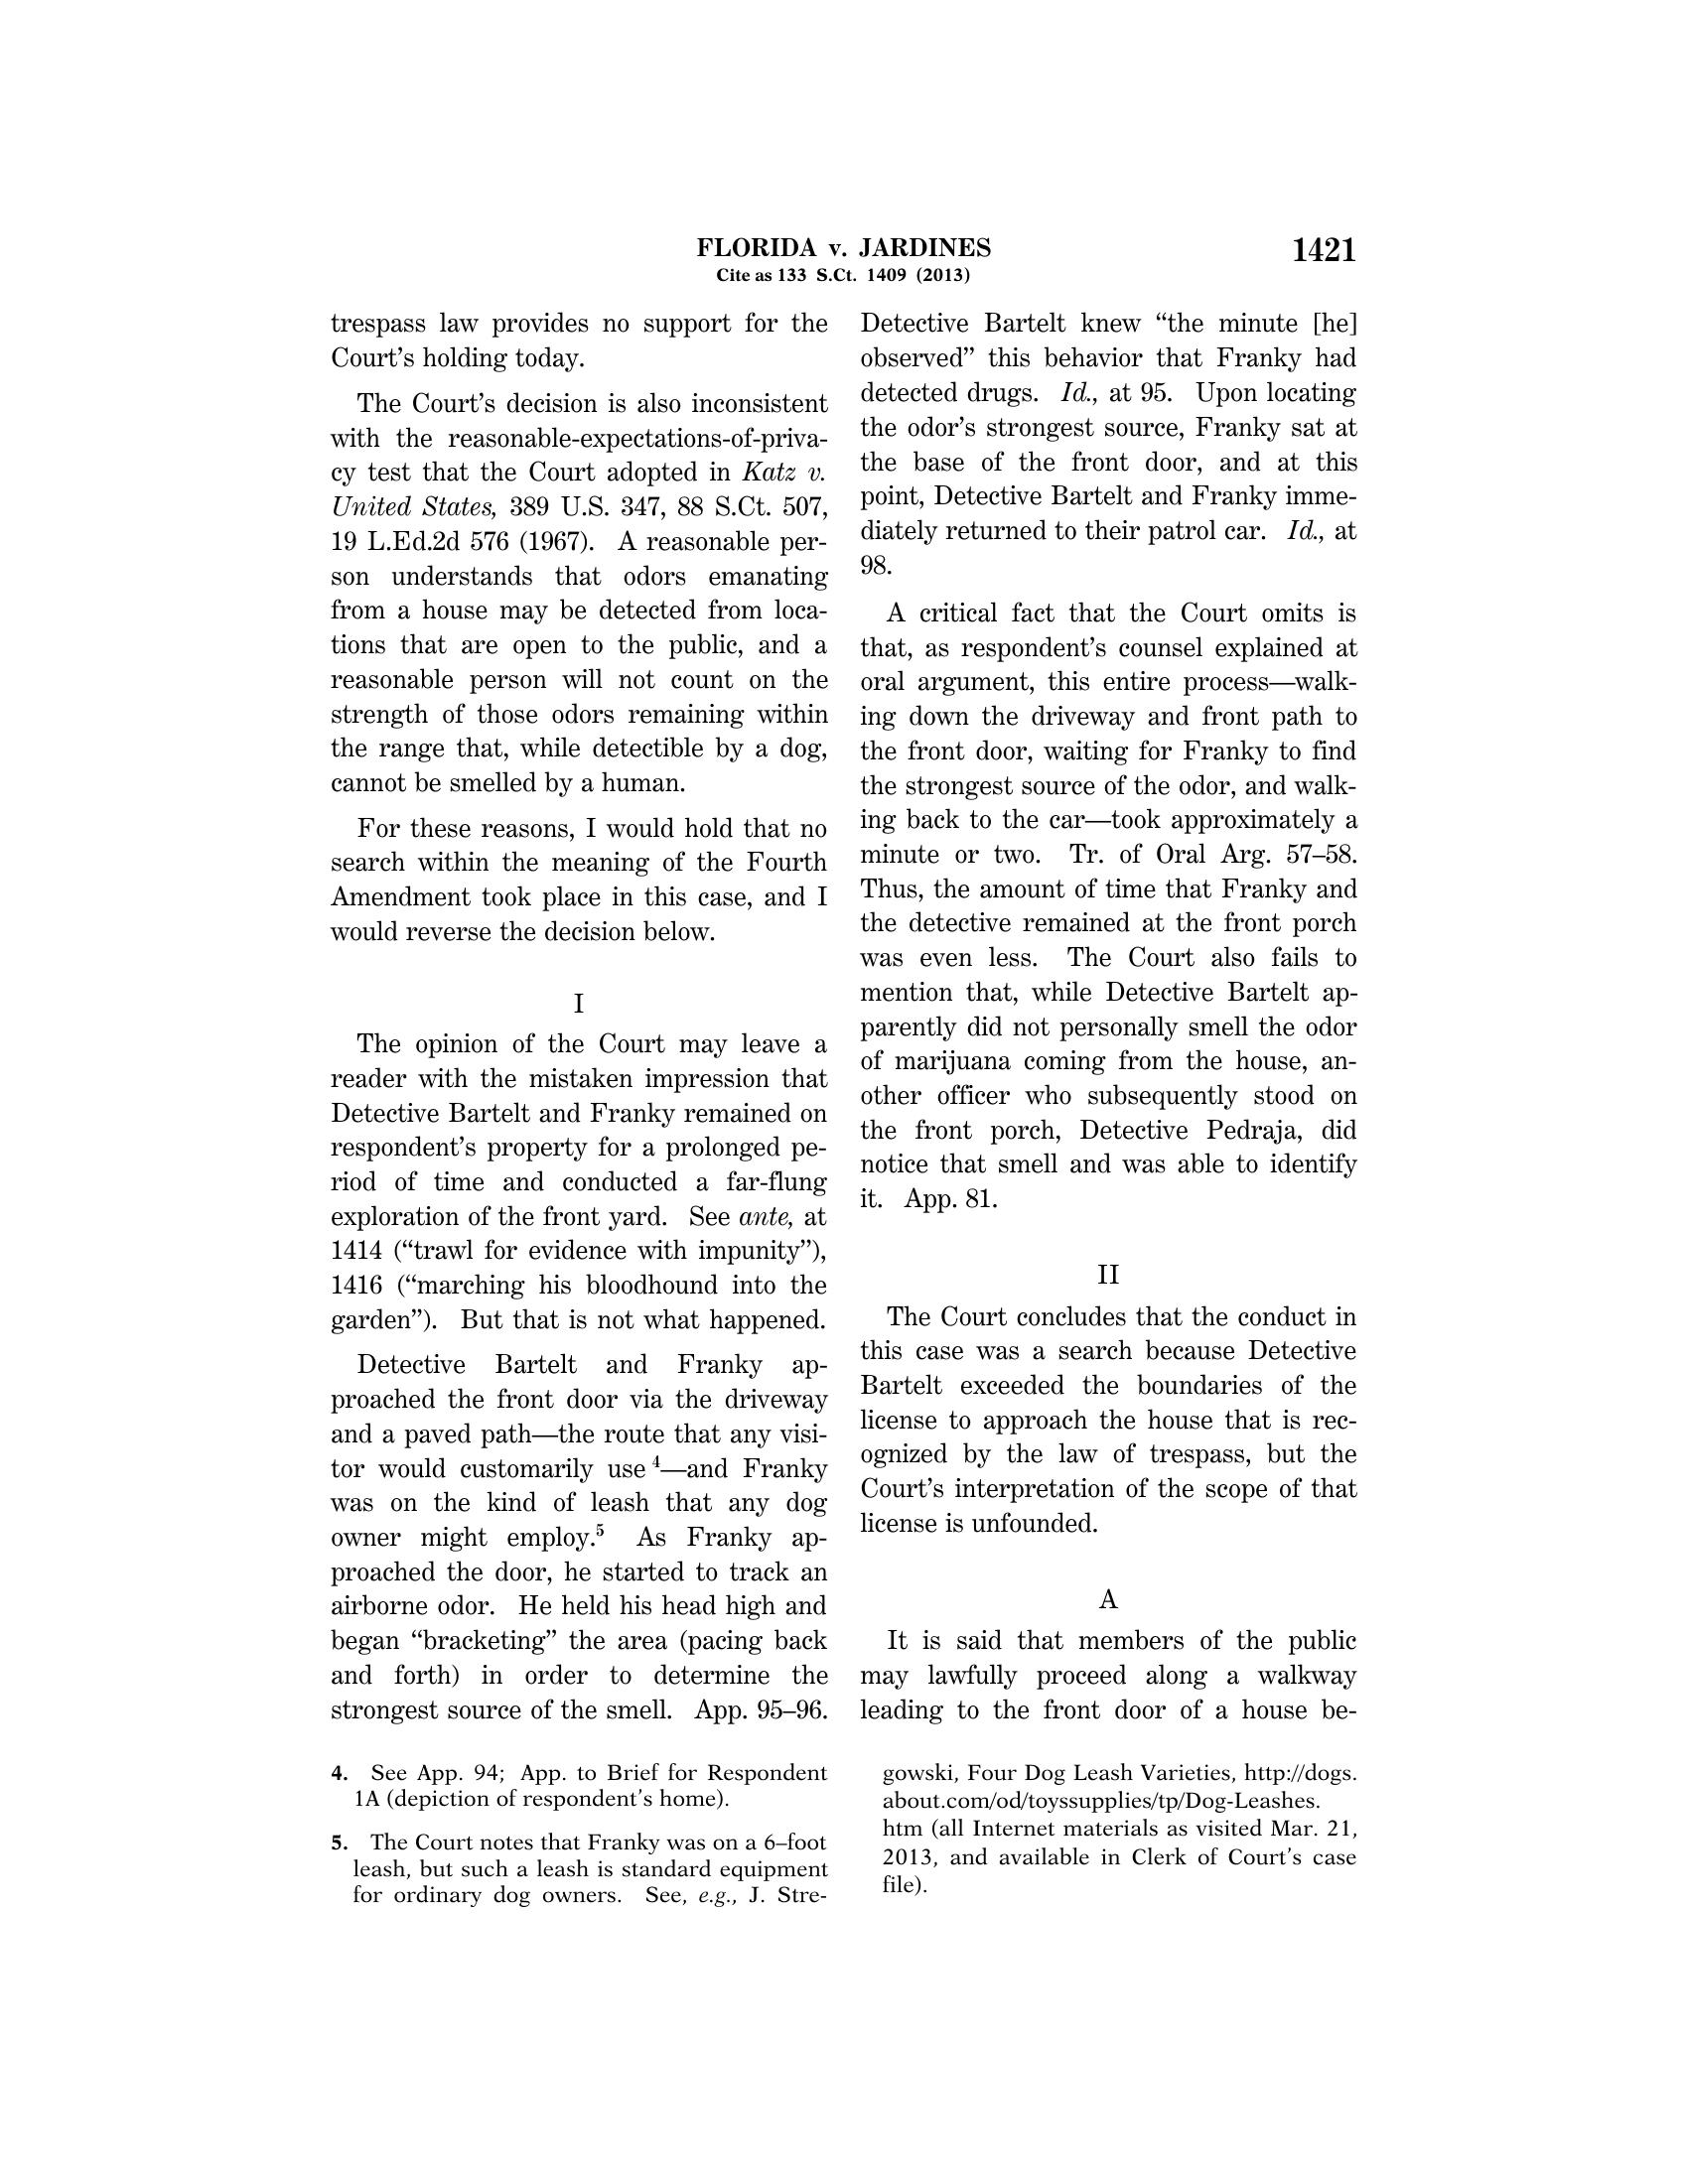 FLORIDA v. JARDINES
1421
Cite as 133 S.Ct. 1409 (2013)
trespass law provides no support for the
Court's holding today.
The Court's decision is also inconsistent
with the reasonable-expectations-of-priva-
cy test that the Court adopted in Katz v.
United States, 389 U.S. 347, 88 S.Ct. 507,
19 L.Ed.2d 576 (1967). A reasonable per-
son understands that odors emanating
from a house may be detected from loca-
tions that are open to the public, and a
reasonable person will not count on the
strength of those odors remaining within
the range that, while detectible by a dog,
cannot be smelled by a human.
For these reasons, I would hold that no
search within the meaning of the Fourth
Amendment took place in this case, and I
would reverse the decision below.
I
The opinion of the Court may leave a
reader with the mistaken impression that
Detective Bartelt and Franky remained on
respondent's property for a prolonged pe-
riod of time and conducted a far-flung
exploration of the front yard. See ante, at
1414 (“trawl for evidence with impunity”),
1416 (“marching his bloodhound into the
garden”). But that is not what happened.
Detective Bartelt and Franky ap-
proached the front door via the driveway
and a paved path—the route that any visi-
tor would customarily use 4—and Franky
was on the kind of leash that any dog
owner might employ.5 As Franky ap-
proached the door, he started to track an
airborne odor. He held his head high and
began “bracketing” the area (pacing back
and forth) in order to determine the
strongest source of the smell. App. 95–96.
Detective Bartelt knew “the minute [he]
observed” this behavior that Franky had
detected drugs. Id., at 95. Upon locating
the odor's strongest source, Franky sat at
the base of the front door, and at this
point, Detective Bartelt and Franky imme-
diately returned to their patrol car. Id., at
98.
A critical fact that the Court omits is
that, as respondent's counsel explained at
oral argument, this entire process—walk-
ing down the driveway and front path to
the front door, waiting for Franky to find
the strongest source of the odor, and walk-
ing back to the car—took approximately a
minute or two. Tr. of Oral Arg. 57–58.
Thus, the amount of time that Franky and
the detective remained at the front porch
was even less. The Court also fails to
mention that, while Detective Bartelt ap-
parently did not personally smell the odor
of marijuana coming from the house, an-
other officer who subsequently stood on
the front porch, Detective Pedraja, did
notice that smell and was able to identify
it. App. 81.
II
The Court concludes that the conduct in
this case was a search because Detective
Bartelt exceeded the boundaries of the
license to approach the house that is rec-
ognized by the law of trespass, but the
Court's interpretation of the scope of that
license is unfounded.
A
It is said that members of the public
may lawfully proceed along a walkway
leading to the front door of a house be-
4. See App. 94; App. to Brief for Respondent
1A (depiction of respondent's home).
5. The Court notes that Franky was on a 6–foot
leash, but such a leash is standard equipment
for ordinary dog owners. See, e.g., J. Stre-
gowski, Four Dog Leash Varieties, http://dogs.
about.com/od/toyssupplies/tp/Dog-Leashes.
htm (all Internet materials as visited Mar. 21,
2013, and available in Clerk of Court's case
file).